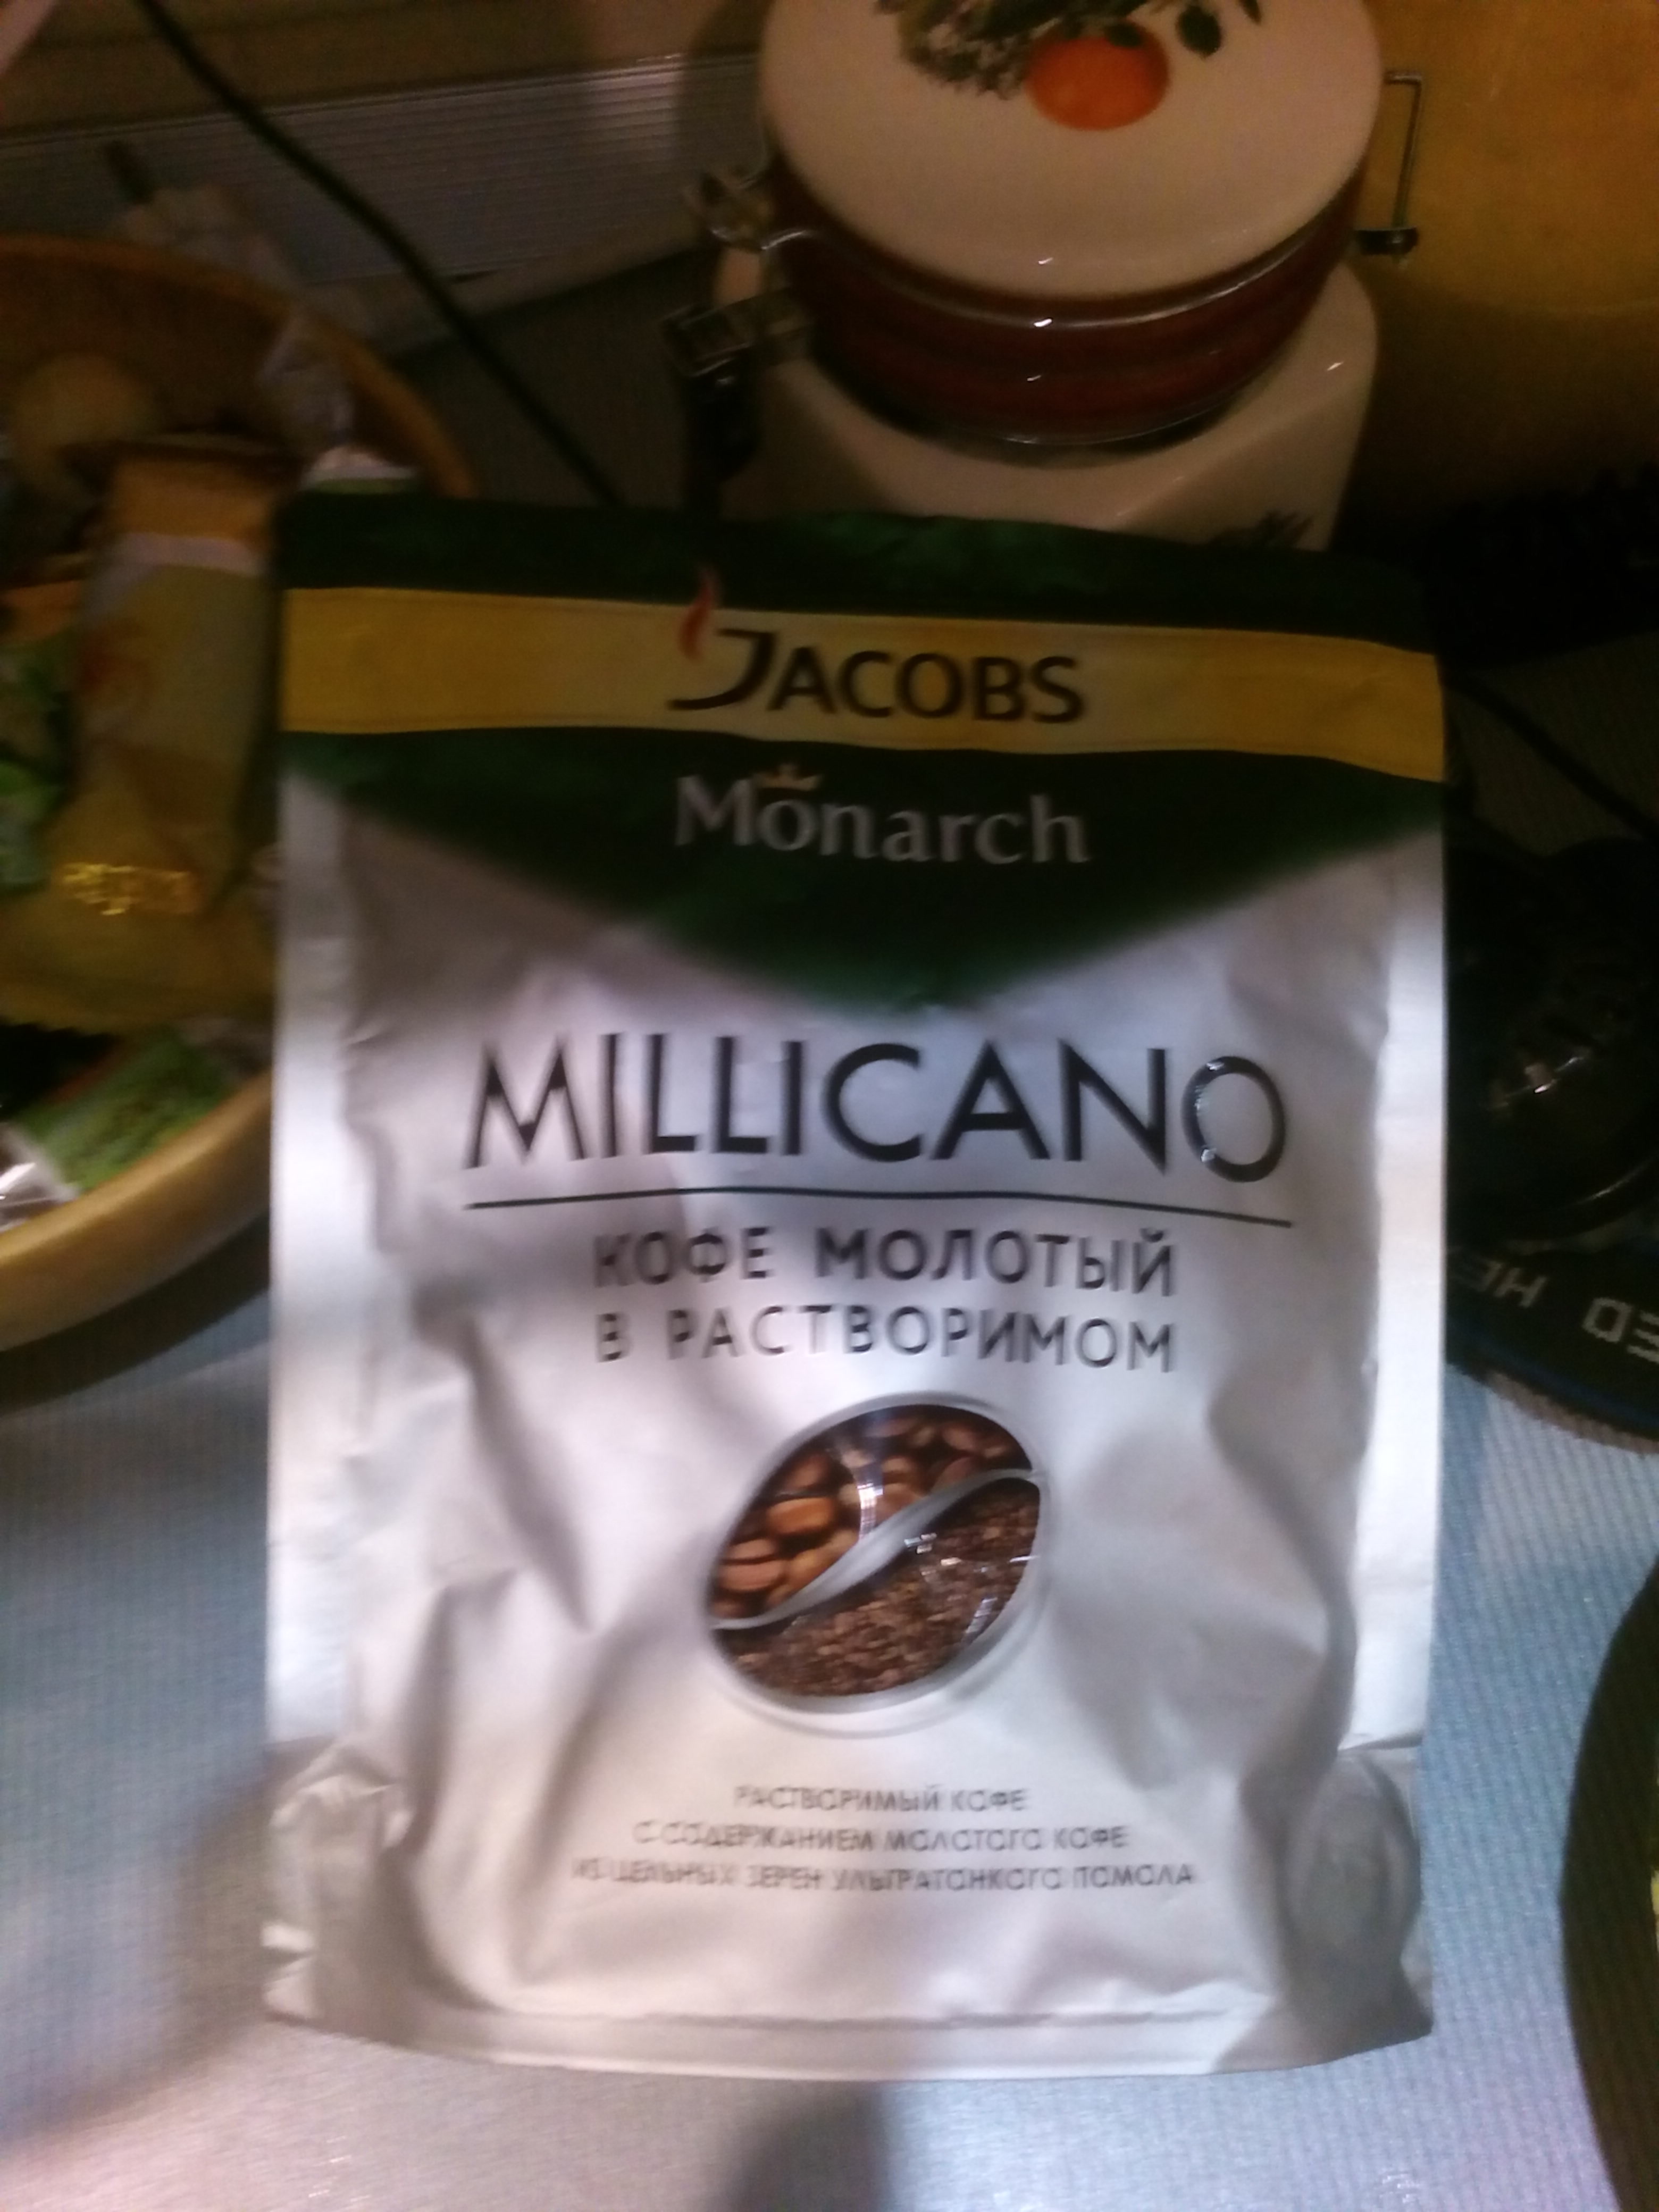 JACOBS
Monarch
MILLICANO
КОФЕ МОЛОТЫЙ
В РАСТВОРИМОМ
РАСТВОРИМЫЙ КОФЕ
С СОДЕРЖАНИЕМ МОЛОТОГО КОФЕ
ИЗ ЦЕЛЬНЫХ ЗЕРЕН УЛЬТРАТОНКОГО ПОМОЛА